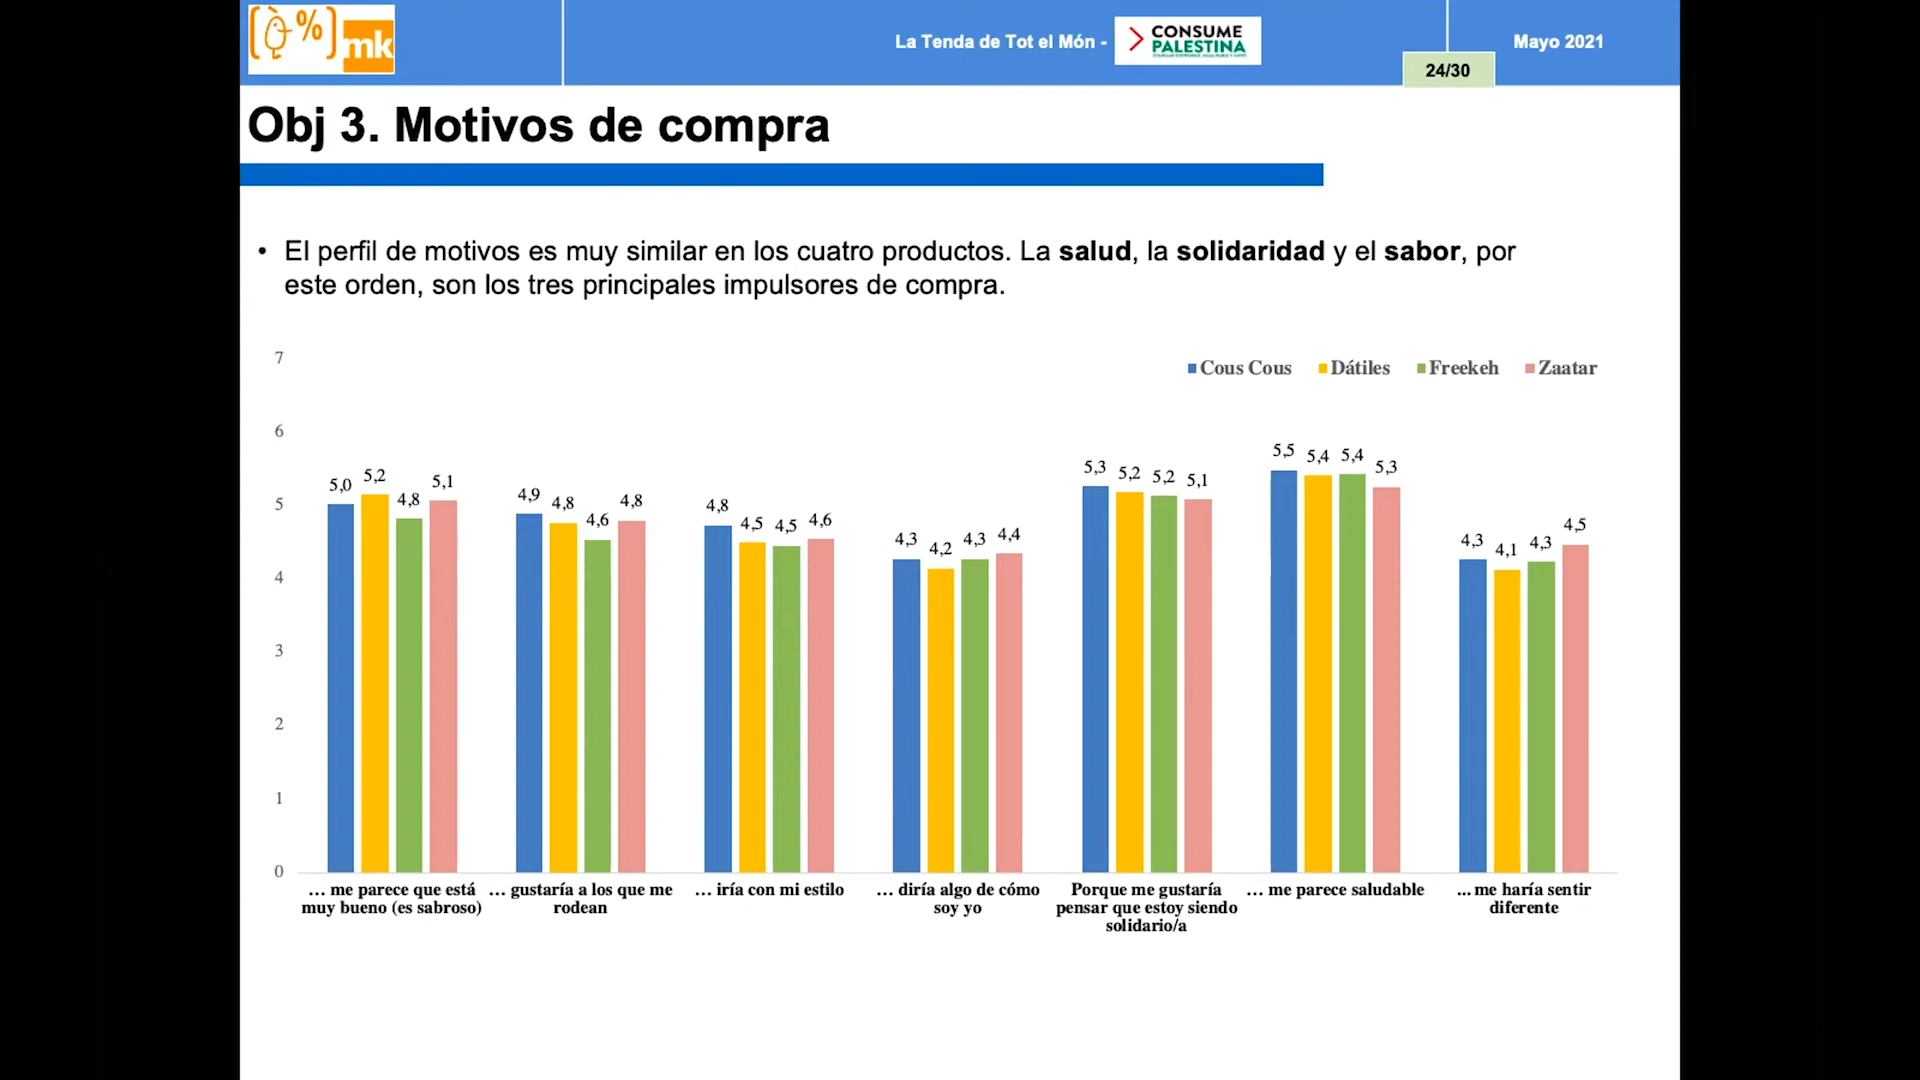 %
mk
La Tenda de Tot el Món -
CONSUME
PALESTINA
Mayo 2021
24/30
Obj 3. Motivos de compra
• El perfil de motivos es muy similar en los cuatro productos. La salud, la solidaridad y el sabor, por
este orden, son los tres principales impulsores de compra.
Cous Cous Dátiles Freekeh Zaatar
7
6
5
4
3
2
1
0
5,0 5,2 4,8 5,1
4,9 4,8 4,6 4,8
4,8 4,5 4,5 4,6
4,3 4,2 4,3 4,4
5,3 5,2 5,2 5,1
5,5 5,4 5,4 5,3
4,3 4,1 4,3 4,5
… me parece que está
muy bueno (es sabroso)
… gustaría a los que me
rodean
… iría con mi estilo
… diría algo de cómo
soy yo
Porque me gustaría
pensar que estoy siendo
solidario/a
… me parece saludable
... me haría sentir
diferente